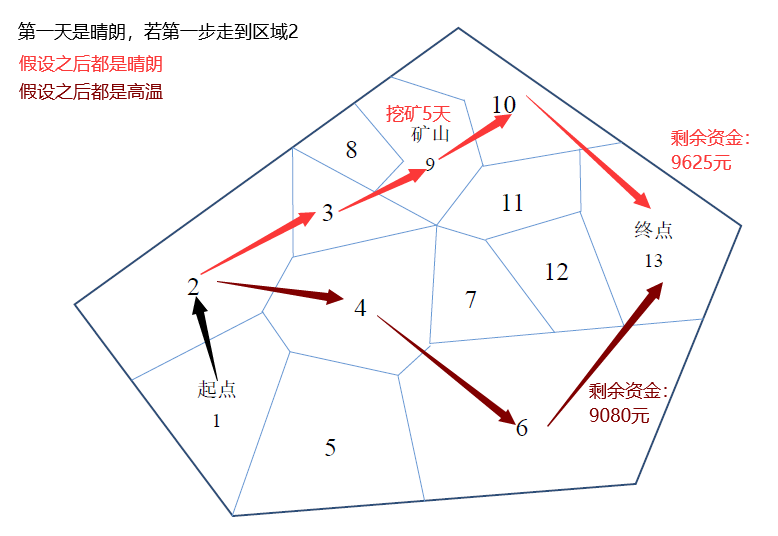 第一天是晴朗，若第一步走到区域2
假设之后都是晴朗
假设之后都是高温
挖矿5天
10
矿山
9
8
剩余资金：
9625元
3
11
终点
13
12
2
4
7
起点
1
剩余资金：
9080元
6
5